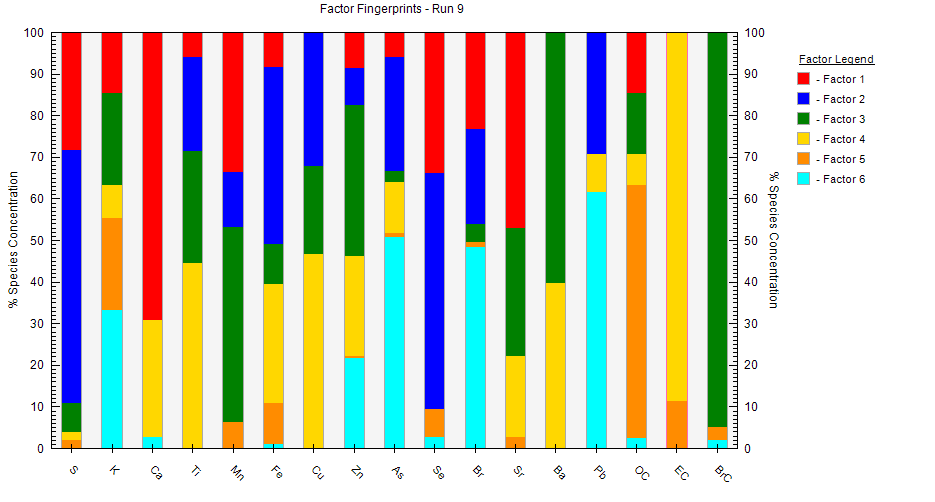 Factor Fingerprints - Run 9
% Species Concentration
100
90
80
70
60
50
40
30
20
10
0
S
K
Ca
Ti
Mn
Fe
Cu
Zn
As
Se
Br
Sr
Ba
Pb
OC
EC
BrC
100
90
80
70
60
50
40
30
20
10
0
% Species Concentration
Factor Legend
- Factor 1
- Factor 2
- Factor 3
- Factor 4
- Factor 5
- Factor 6